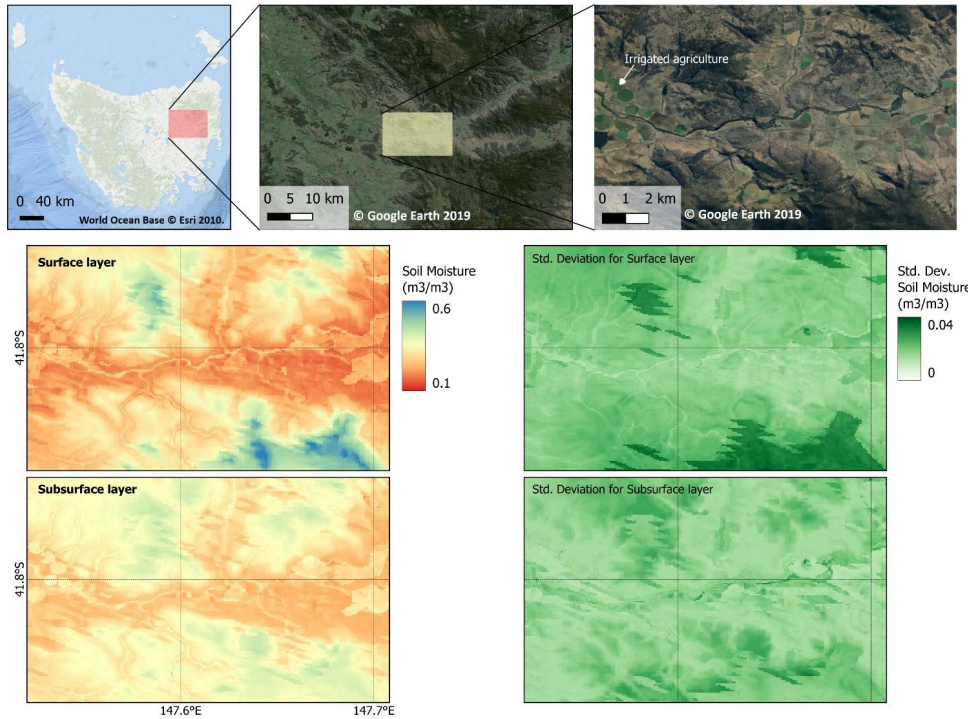 Irrigated agriculture
0 40 km
World Ocean Base © Esri 2010.
0 5 10 km
© Google Earth 2019
0 1 2 km
© Google Earth 2019
Surface layer
Soil Moisture
(m3/m3)
0.6
0.1
41.8°S
Std. Deviation for Surface layer
Std. Dev.
Soil Moisture
(m3/m3)
0.04
0
Subsurface layer
41.8°S
147.6°E
147.7°E
Std. Deviation for Subsurface layer